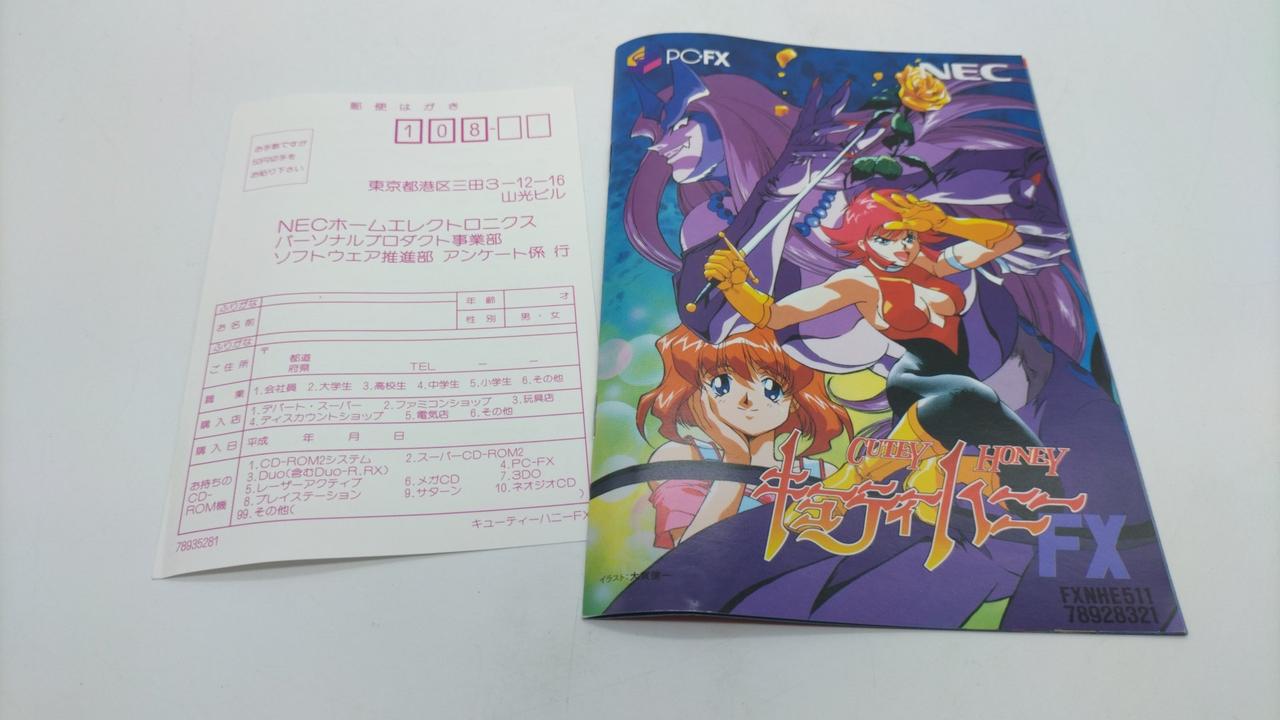 郵便はがき
108-
お手数ですが
50円切手を
お貼り下さい
東京都港区三田3-12-16
山光ビル
NECホームエレクトロニクス
パーソナルプロダクト事業部
ソフトウェア推進部 アンケート係 行
ふりがな
お名前
年齢 才
性別 男・女
ふりがな
ご住所
〒 都道
府県 TEL － －
職業 1.会社員 2.大学生 3.高校生 4.中学生 5.小学生 6.その他
購入店 1.デパート・スーパー 2.ファミコンショップ 3.玩具店
4.ディスカウントショップ 5.電気店 6.その他
購入日 平成 年 月 日
お持ちの
CD-
ROM機
1.CD-ROM2システム 2.スーパーCD-ROM2
3.Duo(含むDuo-R.RX) 4.PC-FX
5.レーザーアクティブ 6.メガCD 7.3DO
8.プレイステーション 9.サターン 10.ネオジオCD
99.その他( )
キューティーハニーFX
78935281
PC-FX
NEC
CUTEY HONEY
キューティーハニー
FX
イラスト:大貫健一
FXNHE511
78928321